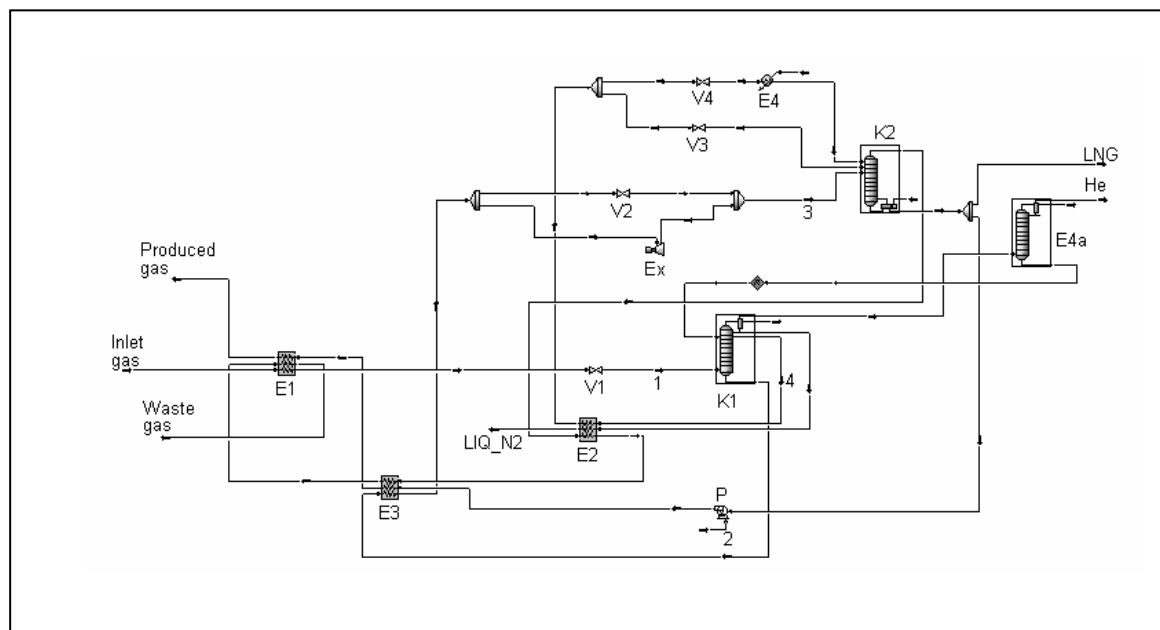 V4
E4
K2
V3
LNG
He
V2
3
E4a
Ex
Produced
gas
Inlet
gas
V1
1
4
E1
K1
Waste
gas
LIQ_N2
E2
P
E3
2